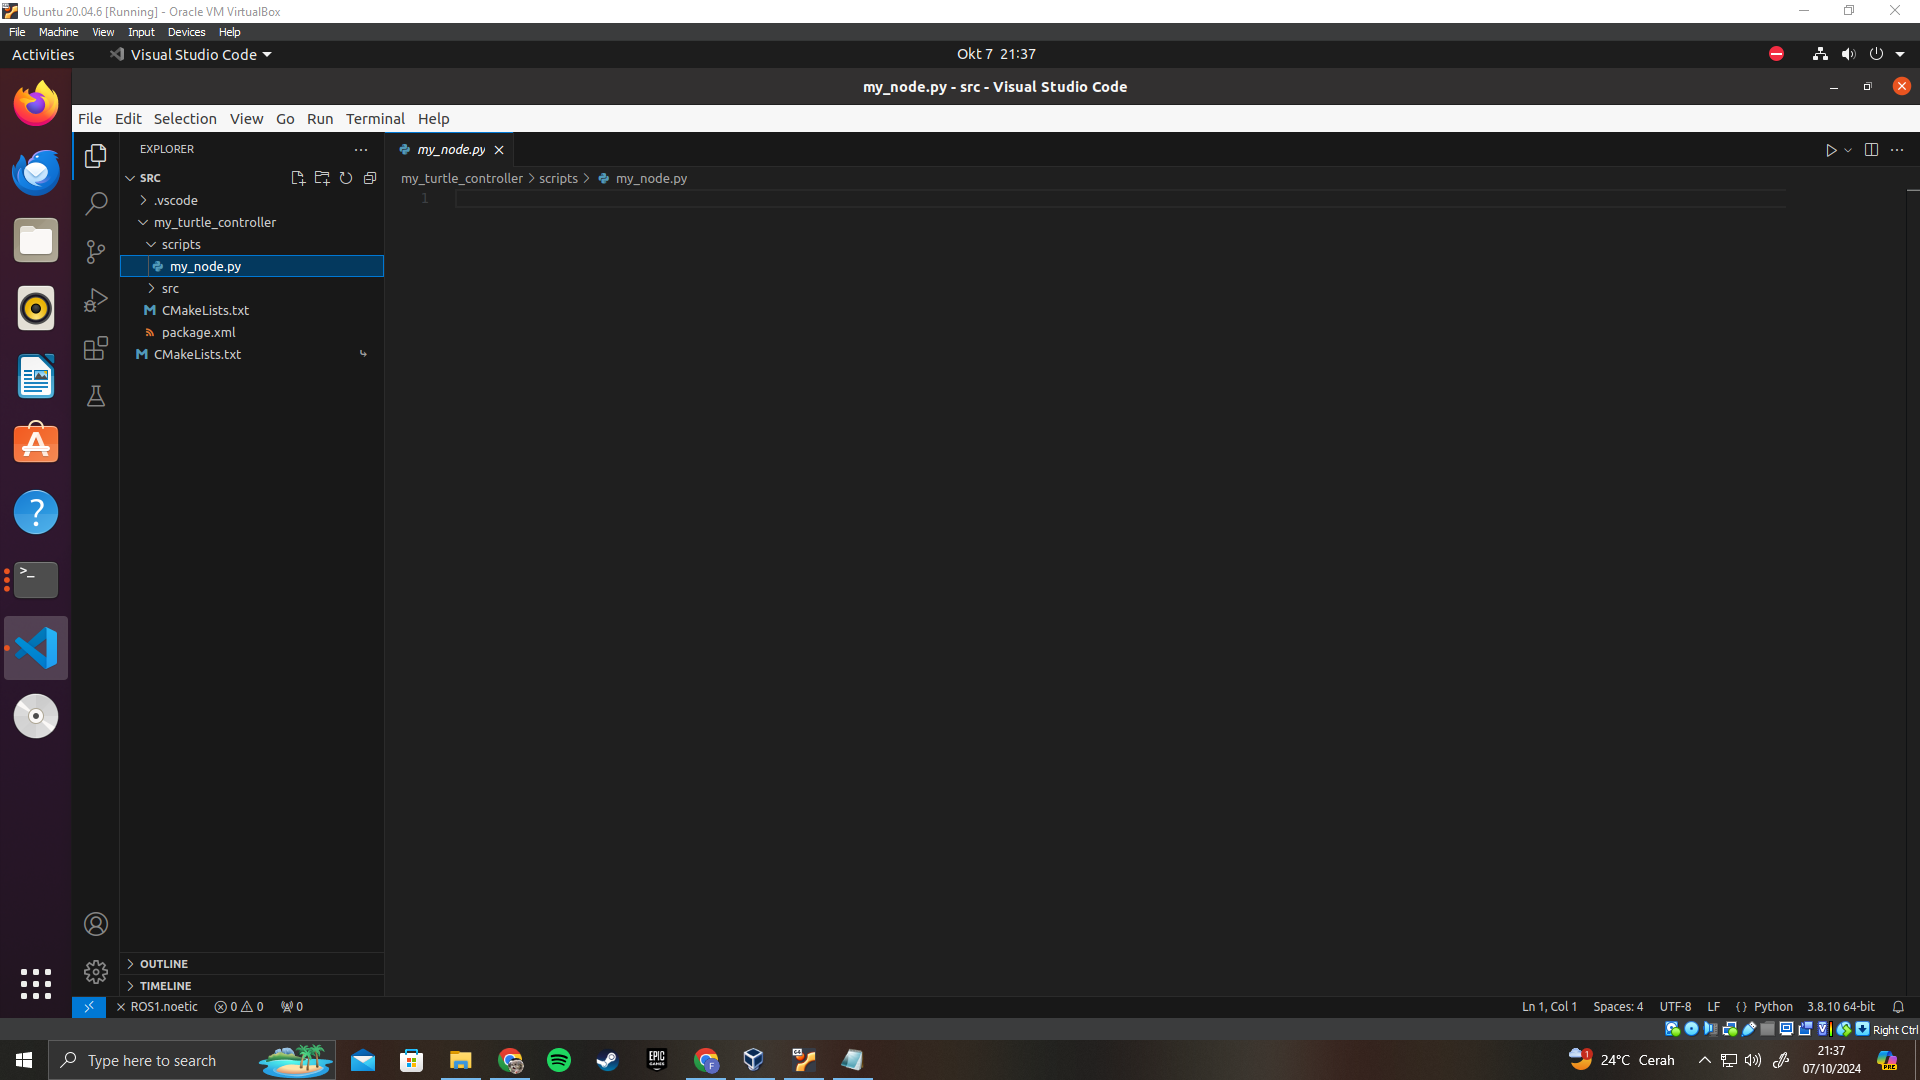 Ubuntu 20.04.6 [Running] - Oracle VM VirtualBox
File Machine View Input Devices Help
Activities Visual Studio Code Okt 7 21:37
my_node.py - src - Visual Studio Code
File Edit Selection View Go Run Terminal Help
EXPLORER
my_node.py
SRC
my_turtle_controller > scripts > my_node.py
1
.vscode
my_turtle_controller
scripts
my_node.py
src
CMakeLists.txt
package.xml
CMakeLists.txt
OUTLINE
TIMELINE
ROS1.noetic 0 0 0
Ln 1, Col 1 Spaces: 4 UTF-8 LF Python 3.8.10 64-bit
Right Ctrl
Type here to search
EPIC GAMES
F
1
24°C Cerah
21:37
07/10/2024
PRE